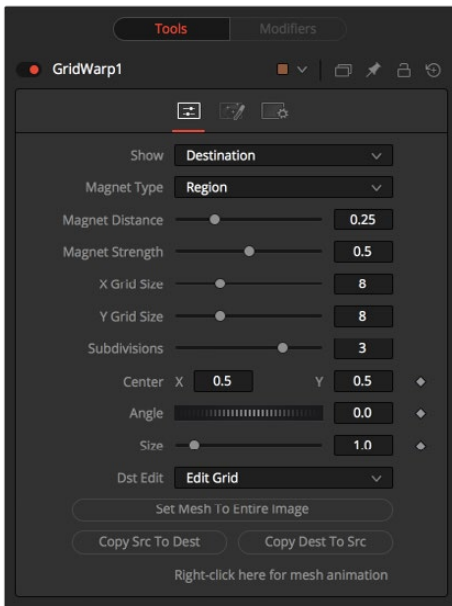 Tools Modifiers
GridWarp1
Show Destination
Magnet Type Region
Magnet Distance 0.25
Magnet Strength 0.5
X Grid Size 8
Y Grid Size 8
Subdivisions 3
Center X 0.5 Y 0.5
Angle 0.0
Size 1.0
Dst Edit Edit Grid
Set Mesh To Entire Image
Copy Src To Dest Copy Dest To Src
Right-click here for mesh animation